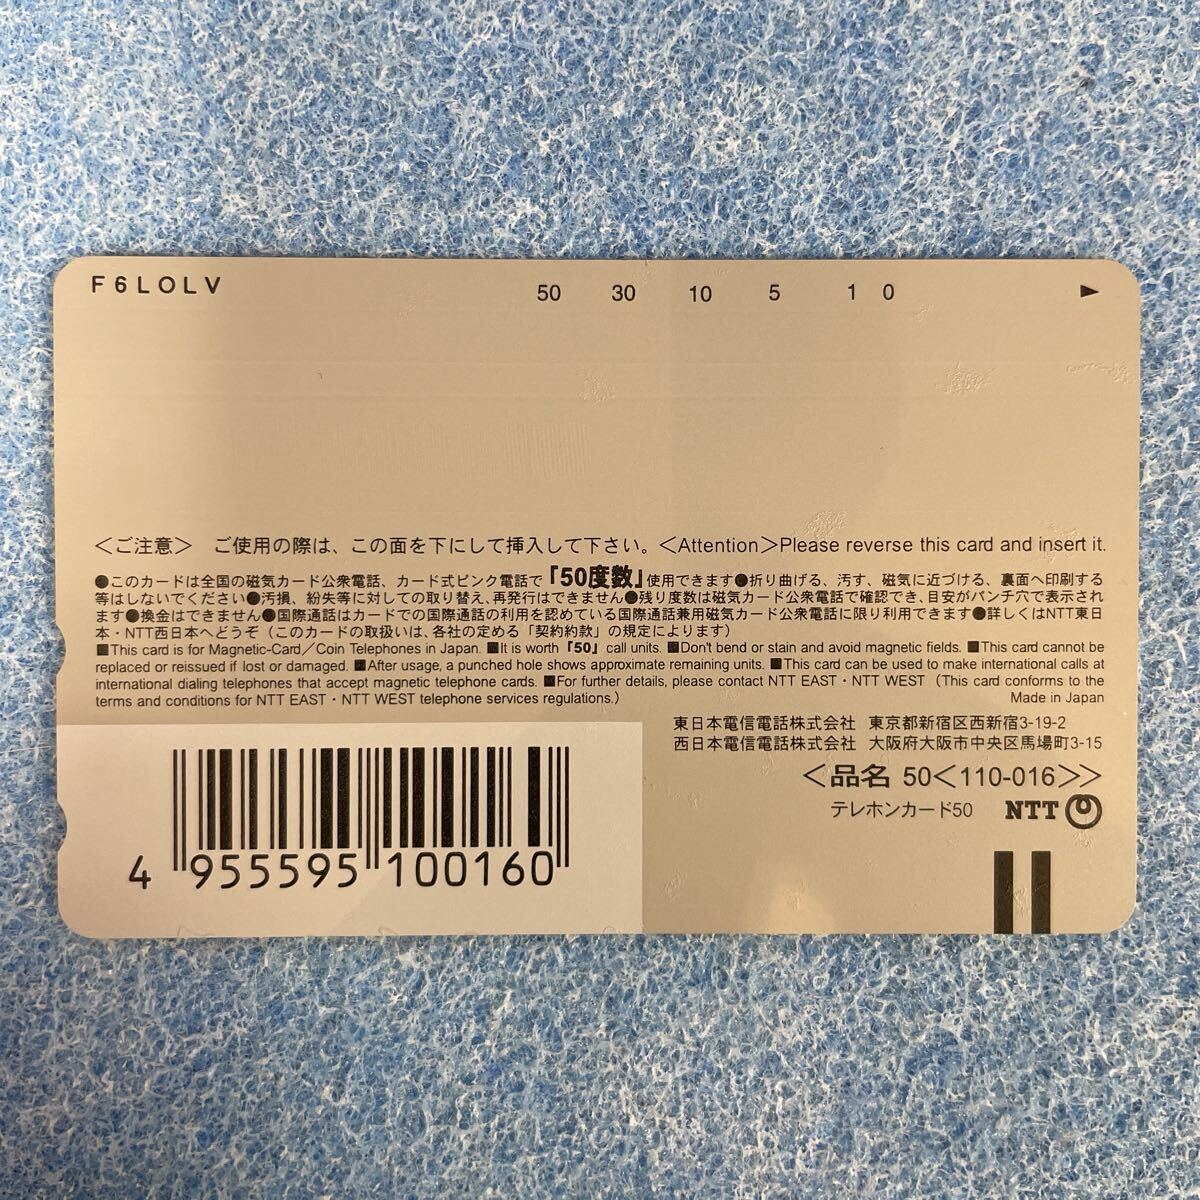 F6LOLV
50 30 10 5 1 0 ▶
＜ご注意＞ ご使用の際は、この面を下にして挿入して下さい。＜Attention＞Please reverse this card and insert it.
●このカードは全国の磁気カード公衆電話、カード式ピンク電話で「50度数」使用できます●折り曲げる、汚す、磁気に近づける、裏面へ印刷する
等はしないでください●汚損、紛失等に対しての取り替え、再発行はできません●残り度数は磁気カード公衆電話で確認でき、目安がパンチ穴で表示され
ます●換金はできません●国際通話はカードでの国際通話の利用を認めている国際通話兼用磁気カード公衆電話に限り利用できます●詳しくはNTT東日
本・NTT西日本へどうぞ（このカードの取扱いは、各社の定める「契約約款」の規定によります）
■This card is for Magnetic-Card／Coin Telephones in Japan. ■It is worth「50」call units. ■Don't bend or stain and avoid magnetic fields. ■This card cannot be
replaced or reissued if lost or damaged. ■After usage, a punched hole shows approximate remaining units. ■This card can be used to make international calls at
international dialing telephones that accept magnetic telephone cards. ■For further details, please contact NTT EAST・NTT WEST（This card conforms to the
terms and conditions for NTT EAST・NTT WEST telephone services regulations.） Made in Japan
東日本電信電話株式会社 東京都新宿区西新宿3-19-2
西日本電信電話株式会社 大阪府大阪市中央区馬場町3-15
＜品名 50＜110-016＞＞
テレホンカード50 NTT
4 955595 100160